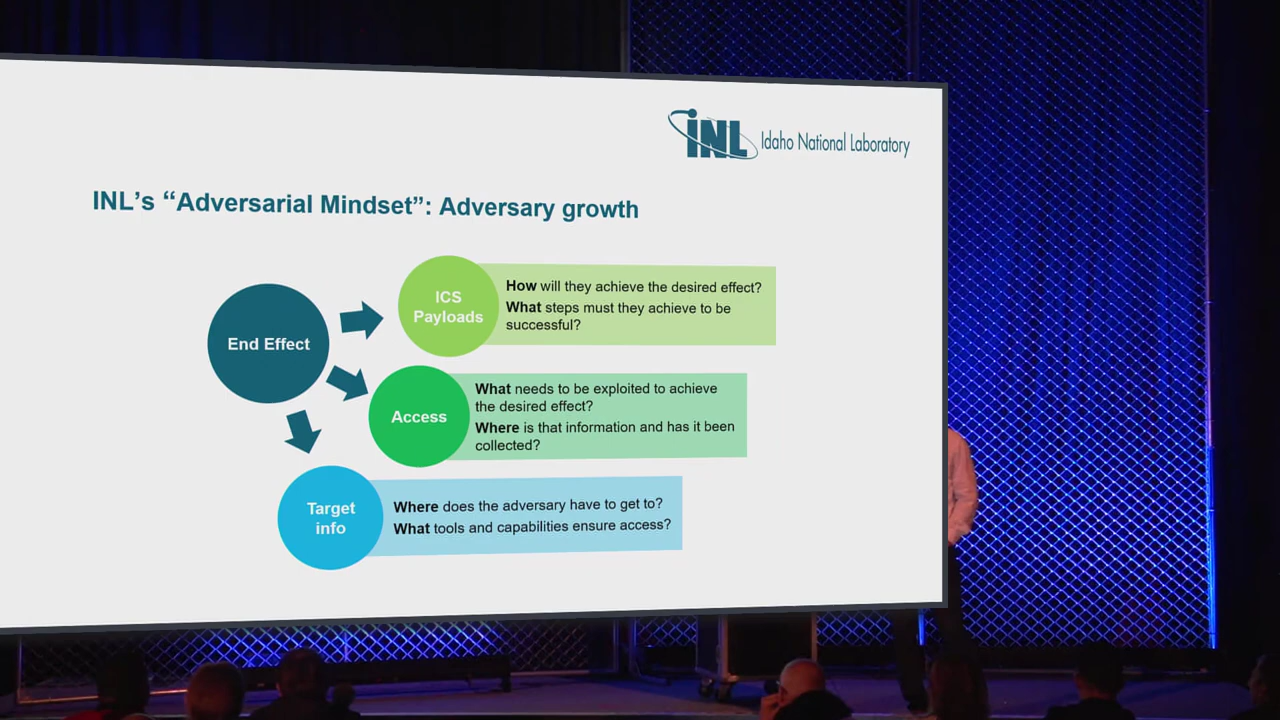 INL Idaho National Laboratory
INL's “Adversarial Mindset”: Adversary growth
End Effect
ICS
Payloads
How will they achieve the desired effect?
What steps must they achieve to be
successful?
Access
What needs to be exploited to achieve
the desired effect?
Where is that information and has it been
collected?
Target
info
Where does the adversary have to get to?
What tools and capabilities ensure access?